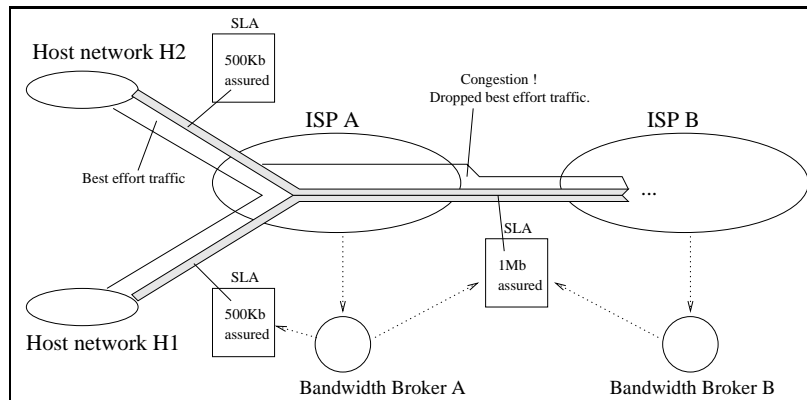 SLA
Host network H2
500Kb
assured
Congestion !
Dropped best effort traffic.
ISP A
ISP B
Best effort traffic
...
SLA
SLA
1Mb
assured
500Kb
assured
Host network H1
Bandwidth Broker A
Bandwidth Broker B